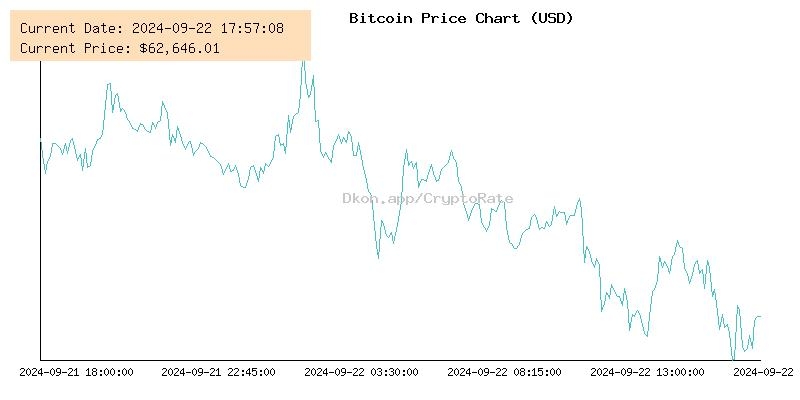 Bitcoin Price Chart (USD)
Current Date: 2024-09-22 17:57:08
Current Price: $62,646.01
Dkon.app/CryptoRate
2024-09-21 18:00:00 2024-09-21 22:45:00 2024-09-22 03:30:00 2024-09-22 08:15:00 2024-09-22 13:00:00 2024-09-22